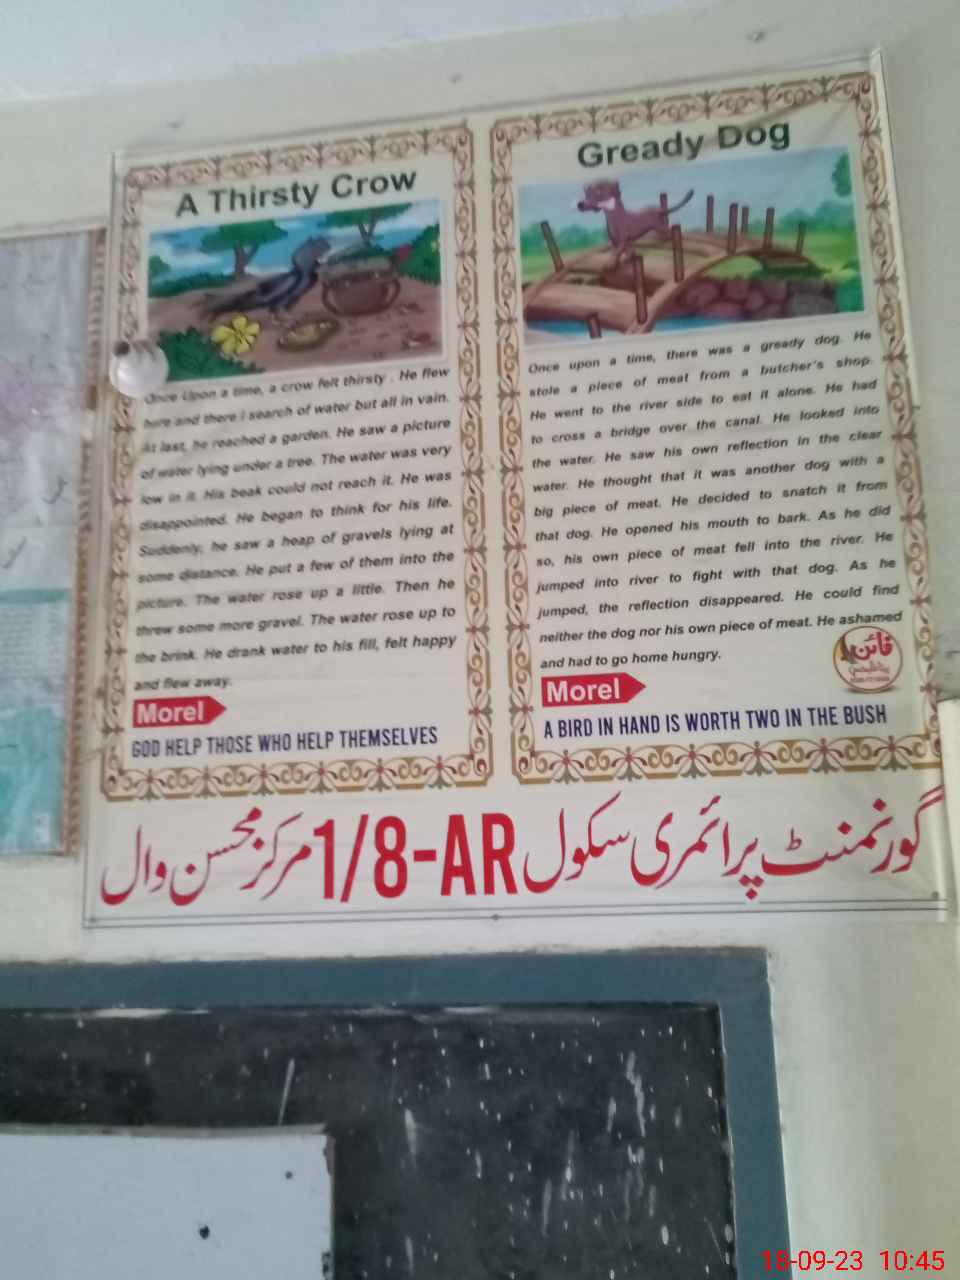 A Thirsty Crow
Once Upon a time, a crow felt thirsty . He flew
here and there i search of water but all in vain.
At last, he reached a garden. He saw a picture
of water lying under a tree. The water was very
low in it. His beak could not reach it. He was
disappointed. He began to think for his life.
Suddenly, he saw a heap of gravels lying at
some distance. He put a few of them into the
picture. The water rose up a little. Then he
threw some more gravel. The water rose up to
the brink. He drank water to his fill, felt happy
and flew away.
Morel
GOD HELP THOSE WHO HELP THEMSELVES
Gready Dog
Once upon a time, there was a gready dog. He
stole a piece of meat from a butcher's shop.
He went to the river side to eat it alone. He had
to cross a bridge over the canal. He looked into
the water. He saw his own reflection in the clear
water. He thought that it was another dog with a
big piece of meat. He decided to snatch it from
that dog. He opened his mouth to bark. As he did
so, his own piece of meat fell into the river. He
jumped into river to fight with that dog. As he
jumped, the reflection disappeared. He could find
neither the dog nor his own piece of meat. He ashamed
and had to go home hungry.
فائن
Morel
A BIRD IN HAND IS WORTH TWO IN THE BUSH
گورنمنٹ پرائمری سکول 1/8-AR مرکز محسن وال
18-09-23 10:45